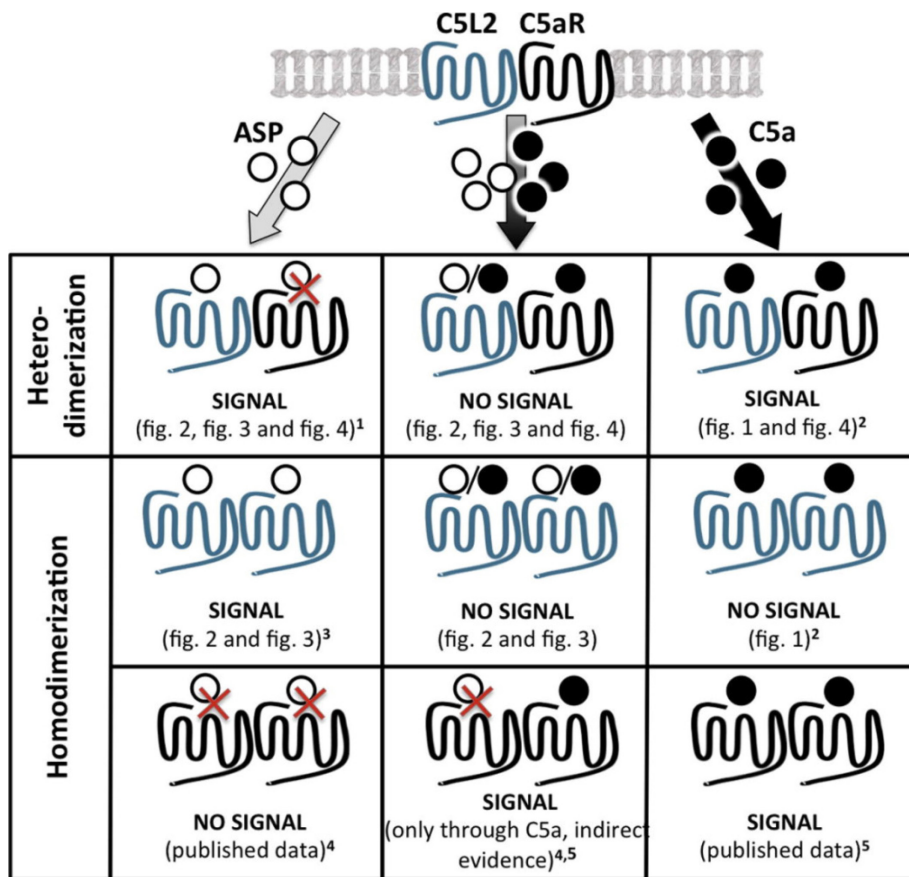 C5L2 C5aR
ASP
C5a
Hetero-
dimerization
SIGNAL
(fig. 2, fig. 3 and fig. 4)¹
/
NO SIGNAL
(fig. 2, fig. 3 and fig. 4)
SIGNAL
(fig. 1 and fig. 4)²
Homodimerization
SIGNAL
(fig. 2 and fig. 3)³
/ /
NO SIGNAL
(fig. 2 and fig. 3)
NO SIGNAL
(fig. 1)²
NO SIGNAL
(published data)⁴
SIGNAL
(only through C5a, indirect
evidence)⁴,⁵
SIGNAL
(published data)⁵